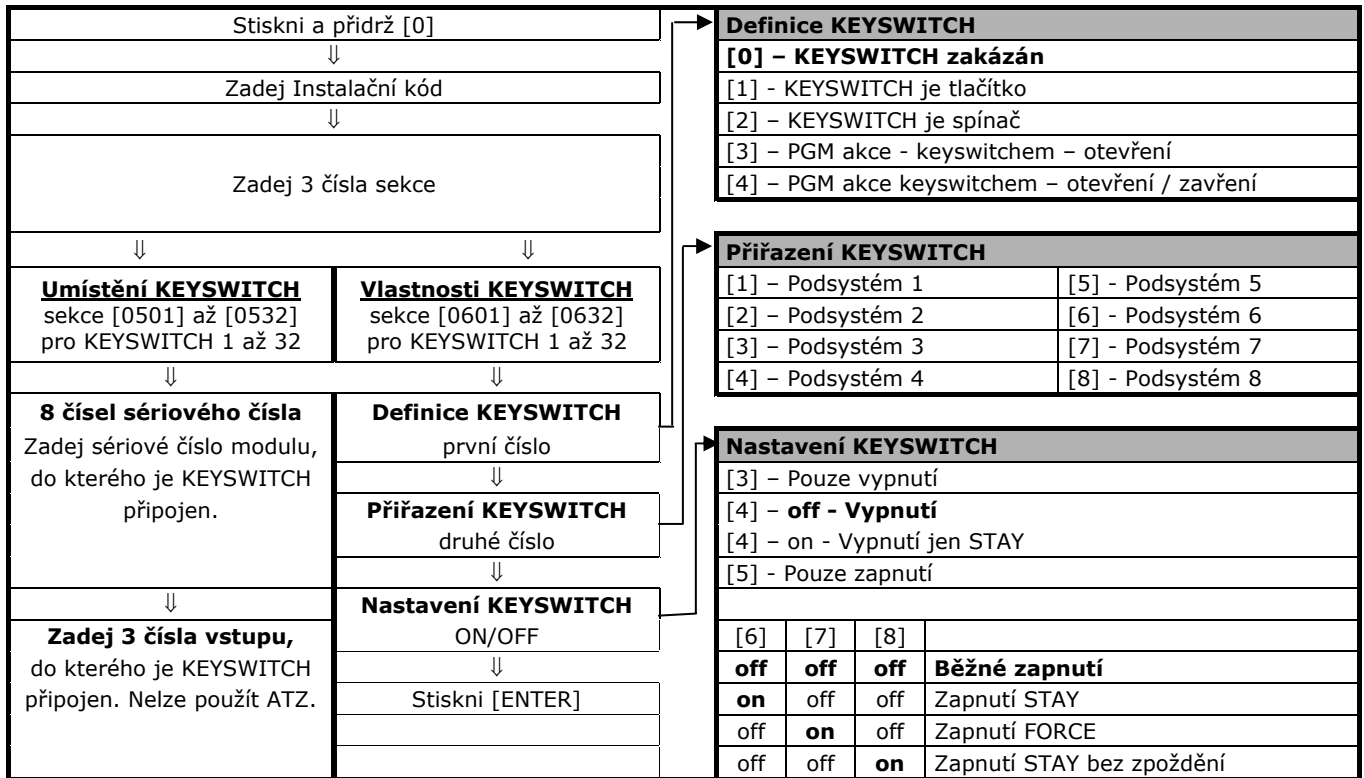 Stiskni a přidrž [0]
⇓
Zadej Instalační kód
⇓
Zadej 3 čísla sekce
⇓ ⇓
Umístění KEYSWITCH
sekce [0501] až [0532]
pro KEYSWITCH 1 až 32
⇓
8 čísel sériového čísla
Zadej sériové číslo modulu,
do kterého je KEYSWITCH
připojen.
⇓
Zadej 3 čísla vstupu,
do kterého je KEYSWITCH
připojen. Nelze použít ATZ.
Vlastnosti KEYSWITCH
sekce [0601] až [0632]
pro KEYSWITCH 1 až 32
⇓
Definice KEYSWITCH
první číslo
⇓
Přiřazení KEYSWITCH
druhé číslo
⇓
Nastavení KEYSWITCH
ON/OFF
⇓
Stiskni [ENTER]
Definice KEYSWITCH
[0] – KEYSWITCH zakázán
[1] - KEYSWITCH je tlačítko
[2] – KEYSWITCH je spínač
[3] – PGM akce - keyswitchem – otevření
[4] – PGM akce keyswitchem – otevření / zavření
Přiřazení KEYSWITCH
[1] – Podsystém 1 [5] - Podsystém 5
[2] – Podsystém 2 [6] - Podsystém 6
[3] – Podsystém 3 [7] - Podsystém 7
[4] – Podsystém 4 [8] - Podsystém 8
Nastavení KEYSWITCH
[3] – Pouze vypnutí
[4] – off - Vypnutí
[4] – on - Vypnutí jen STAY
[5] - Pouze zapnutí
[6] [7] [8]
off off off Běžné zapnutí
on off off Zapnutí STAY
off on off Zapnutí FORCE
off off on Zapnutí STAY bez zpoždění